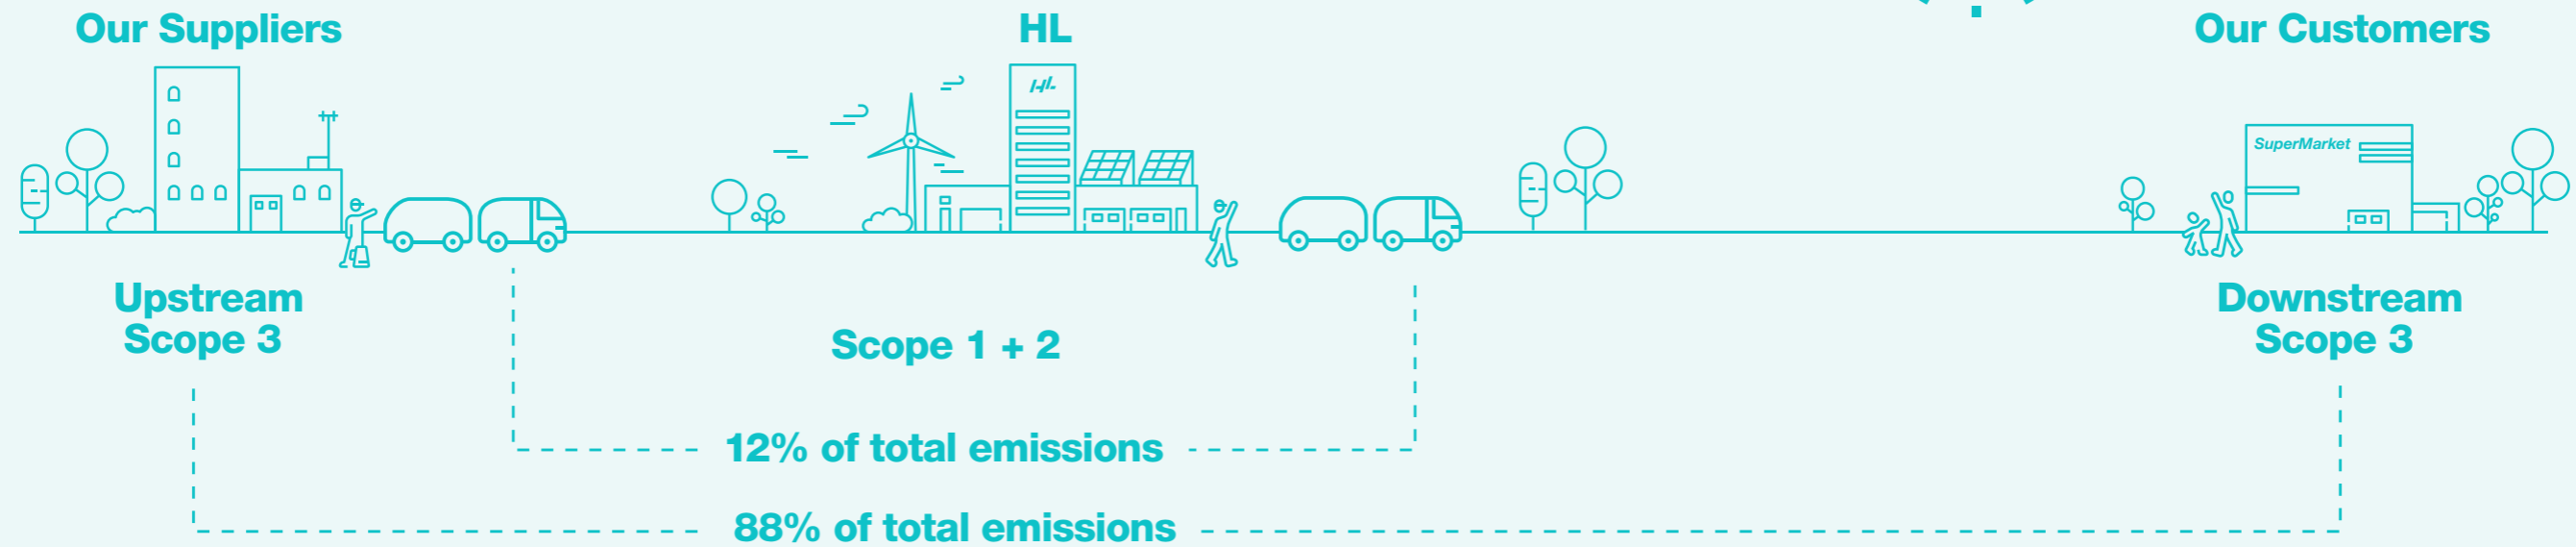 Our Suppliers
HL
Our Customers
HL
SuperMarket
Upstream
Scope 3
Scope 1 + 2
Downstream
Scope 3
12% of total emissions
88% of total emissions